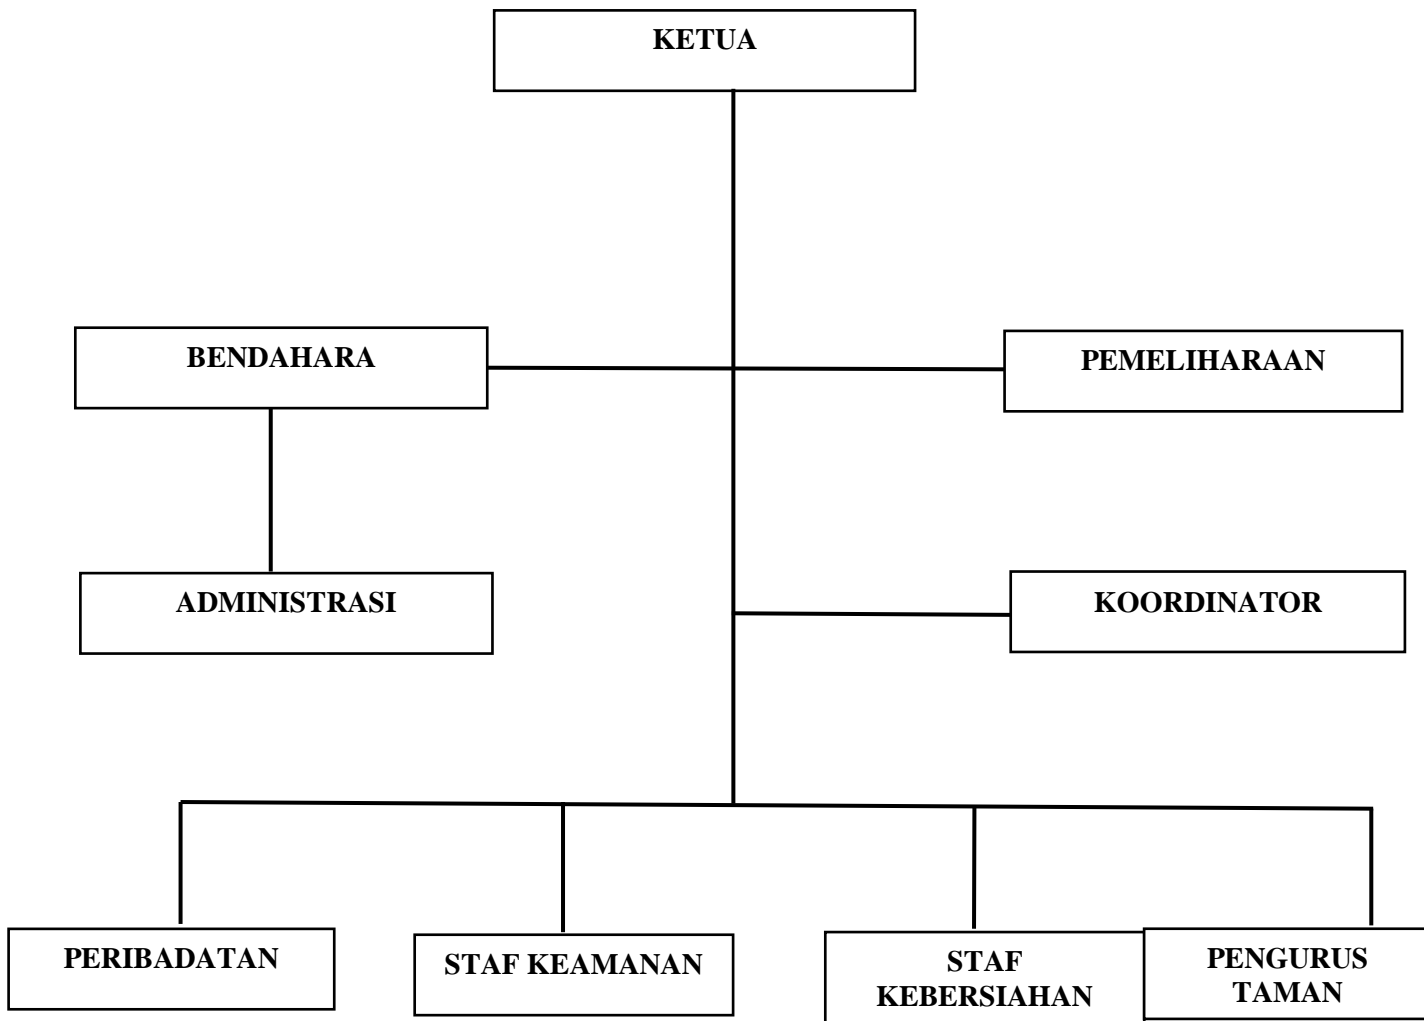 KETUA
BENDAHARA
PEMELIHARAAN
ADMINISTRASI
KOORDINATOR
PERIBADATAN
STAF KEAMANAN
STAF
KEBERSIAHAN
PENGURUS
TAMAN